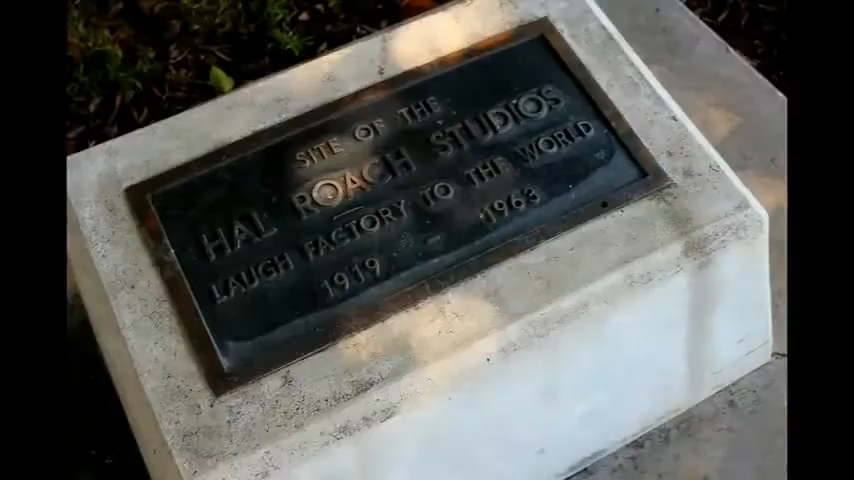 SITE OF THE
HAL ROACH STUDIOS
LAUGH FACTORY TO THE WORLD
1919 1963